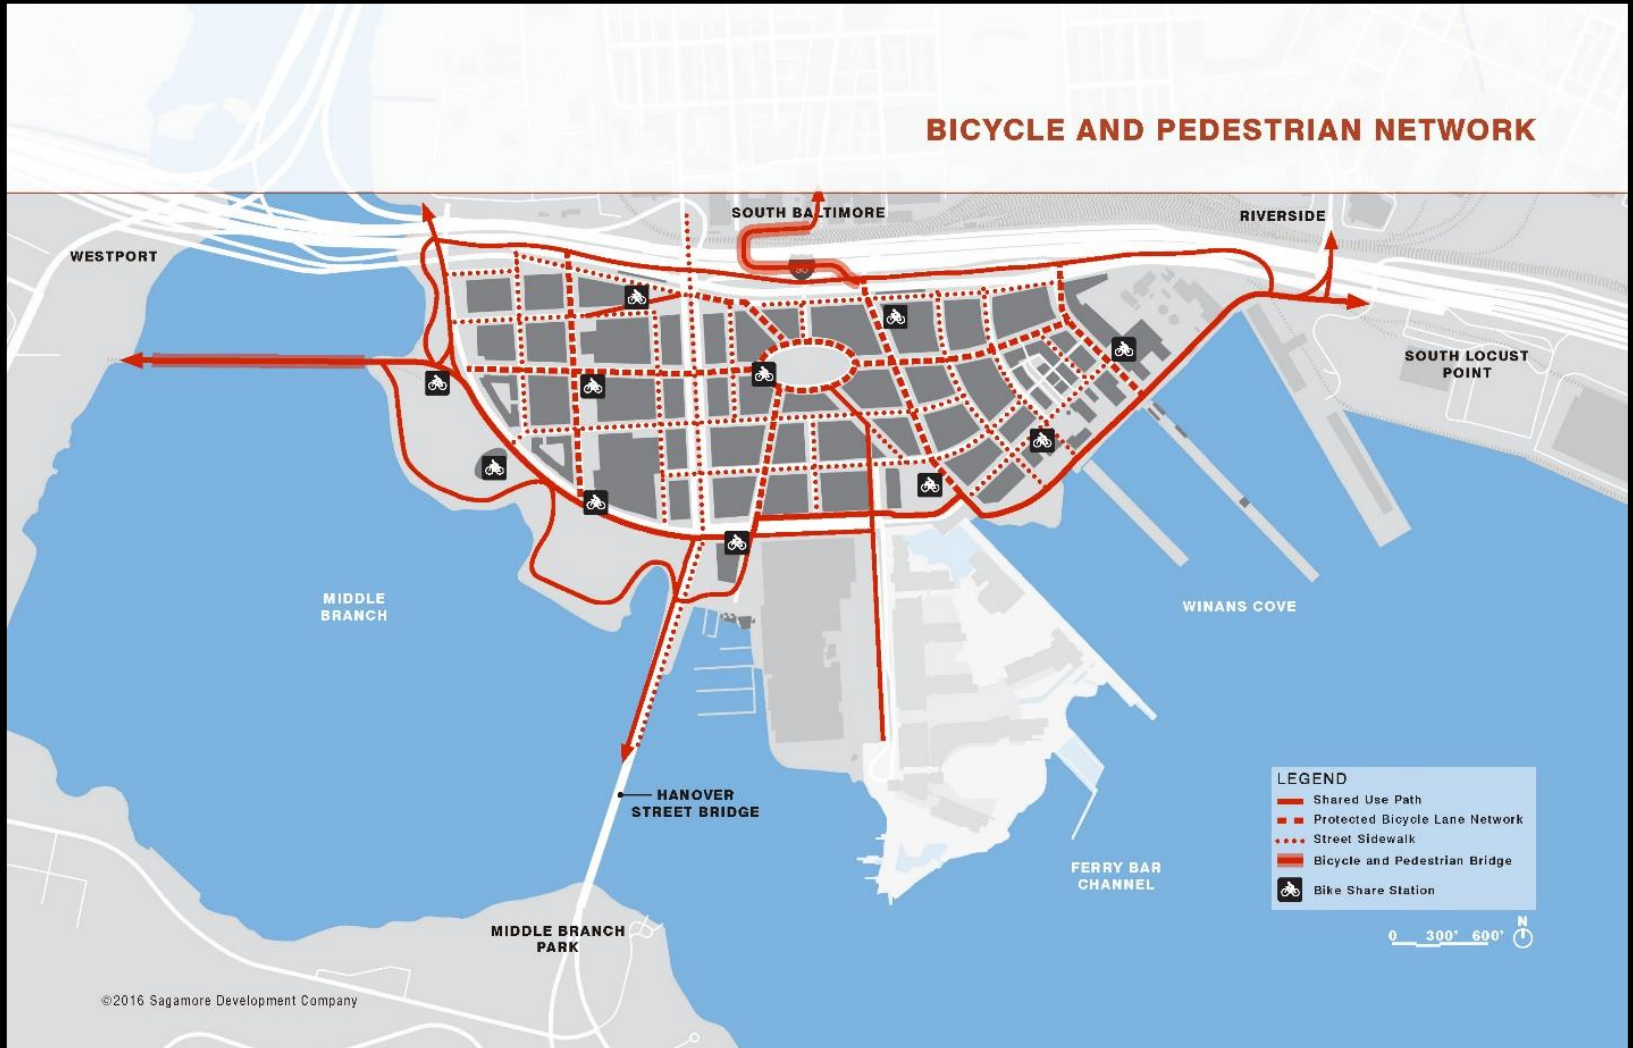 BICYCLE AND PEDESTRIAN NETWORK
SOUTH BALTIMORE
RIVERSIDE
WESTPORT
SOUTH LOCUST
POINT
MIDDLE
BRANCH
WINANS COVE
HANOVER
STREET BRIDGE
FERRY BAR
CHANNEL
MIDDLE BRANCH
PARK
LEGEND
Shared Use Path
Protected Bicycle Lane Network
Street Sidewalk
Bicycle and Pedestrian Bridge
Bike Share Station
0 300' 600'
N
©2016 Sagamore Development Company